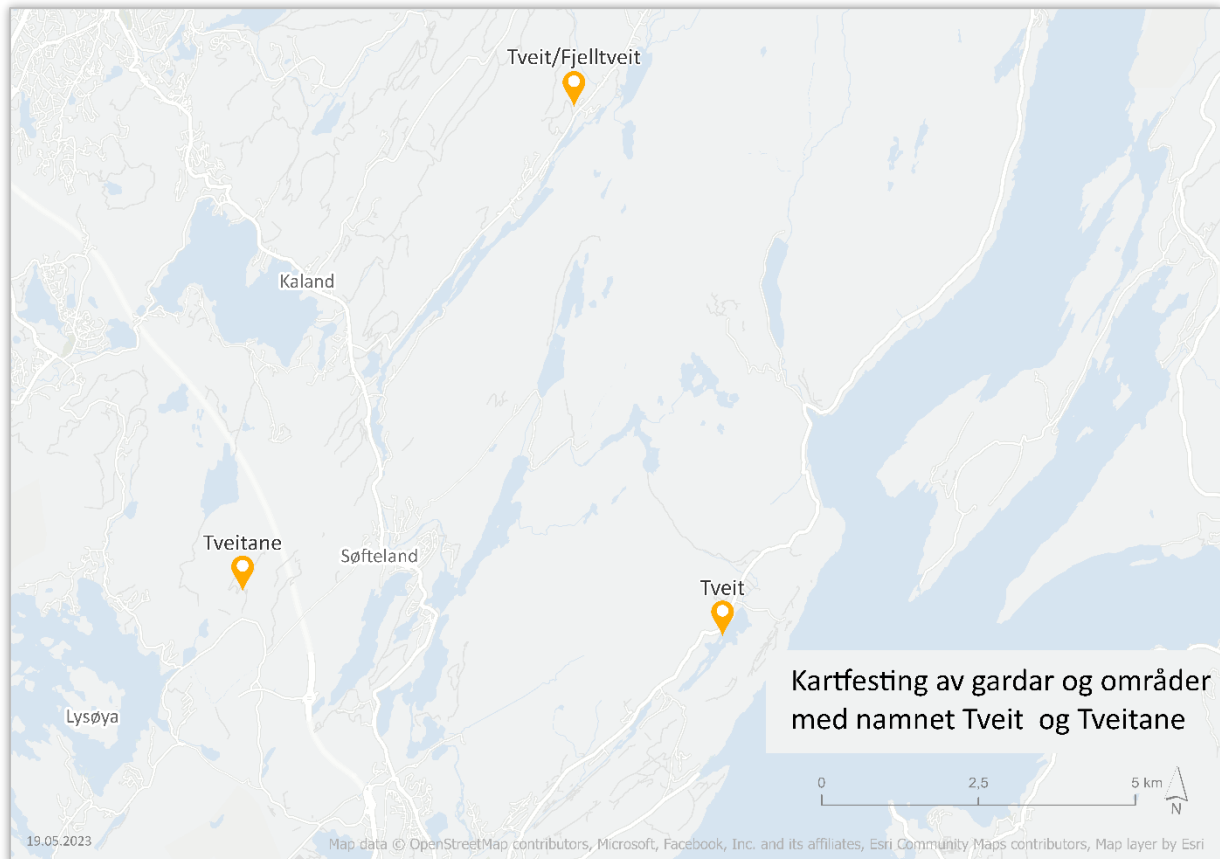 Tveit/Fjelltveit
Kaland
Tveitane
Søfteland
Tveit
Lysøya
Kartfesting av gardar og områder
med namnet Tveit og Tveitane
0 2,5 5 km
N
19.05.2023
Map data © OpenStreetMap contributors, Microsoft, Facebook, Inc. and its affiliates, Esri Community Maps contributors, Map layer by Esri